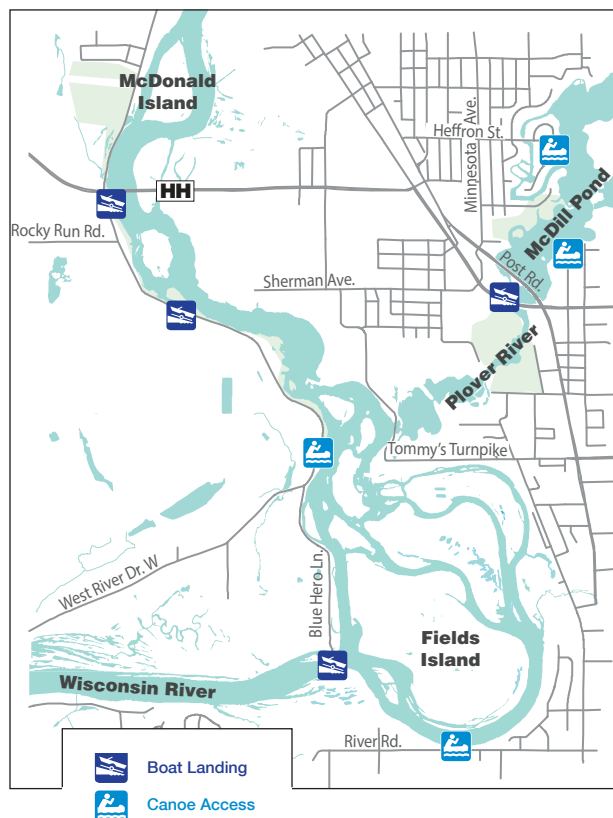 McDonald
Island
Heffron St.
Minnesota Ave.
HH
McDill Pond
Rocky Run Rd.
Post Rd.
Sherman Ave.
Plover River
Tommy's Turnpike
West River Dr. W
Blue Hero Ln.
Fields
Island
Wisconsin River
River Rd.
Boat Landing
Canoe Access